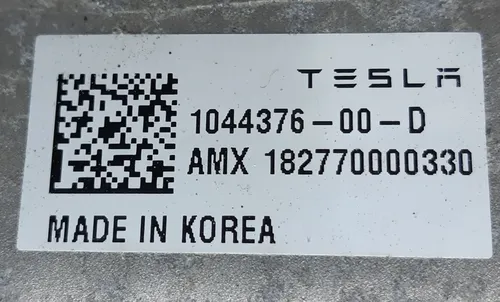 TESLA
1044376-00-D
AMX 182770000330
MADE IN KOREA